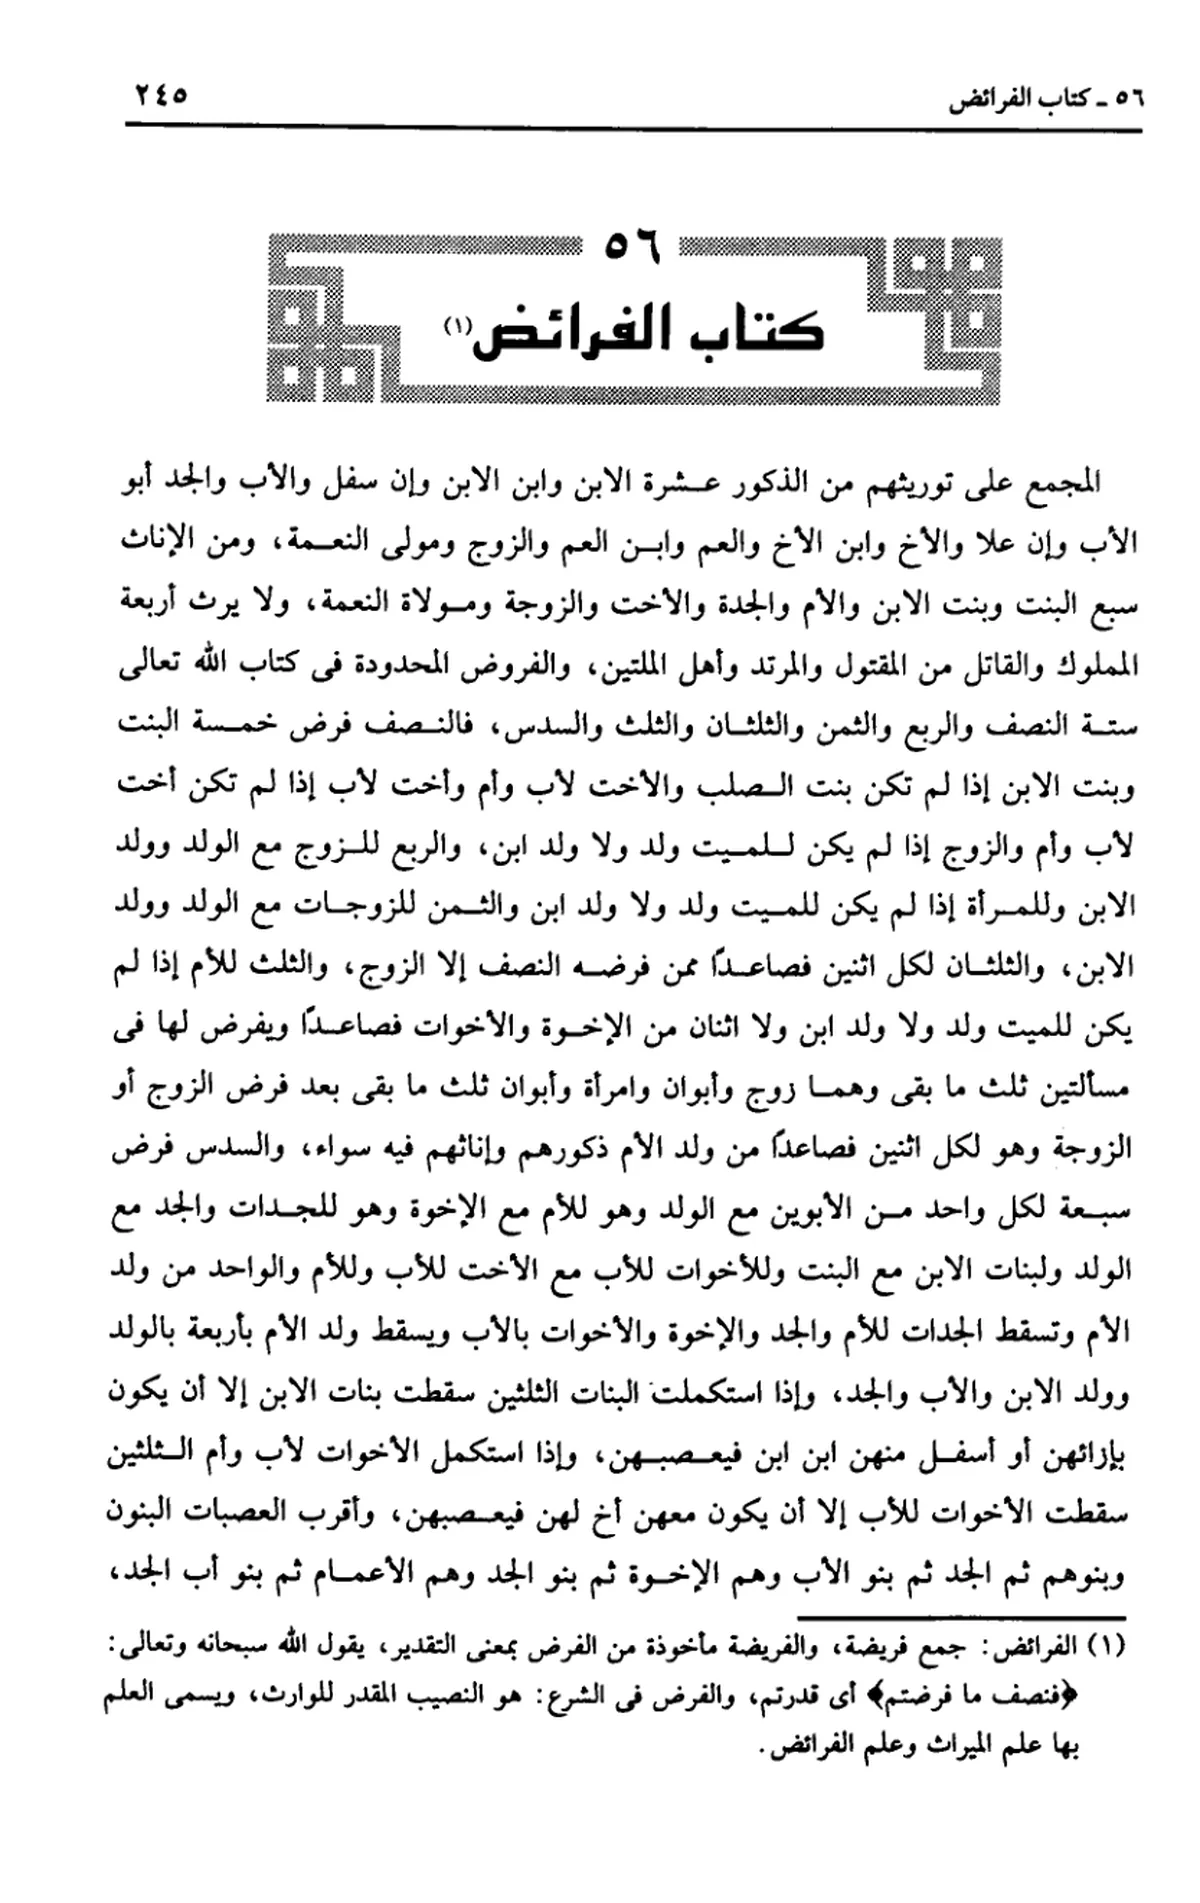 ٥٦ ـ كتاب الفرائض ٢٤٥
٥٦
كتاب الفرائض (١)
المجمع على توريثهم من الذكور عشرة الابن وابن الابن وإن سفل والأب والجد أبو
الأب وإن علا والأخ وابن الأخ والعم وابن العم والزوج ومولى النعمة، ومن الإناث
سبع البنت وبنت الابن والأم والجدة والأخت والزوجة ومولاة النعمة، ولا يرث أربعة
المملوك والقاتل من المقتول والمرتد وأهل الملتين، والفروض المحدودة فى كتاب الله تعالى
ستة النصف والربع والثمن والثلثان والثلث والسدس، فالنصف فرض خمسة البنت
وبنت الابن إذا لم تكن بنت الصلب والأخت لأب وأم وأخت لأب إذا لم تكن أخت
لأب وأم والزوج إذا لم يكن للميت ولد ولا ولد ابن، والربع للزوج مع الولد وولد
الابن وللمرأة إذا لم يكن للميت ولد ولا ولد ابن والثمن للزوجات مع الولد وولد
الابن، والثلثان لكل اثنين فصاعدًا ممن فرضه النصف إلا الزوج، والثلث للأم إذا لم
يكن للميت ولد ولا ولد ابن ولا اثنان من الإخوة والأخوات فصاعدًا ويفرض لها فى
مسألتين ثلث ما بقى وهما زوج وأبوان وامرأة وأبوان ثلث ما بقى بعد فرض الزوج أو
الزوجة وهو لكل اثنين فصاعدًا من ولد الأم ذكورهم وإناثهم فيه سواء، والسدس فرض
سبعة لكل واحد من الأبوين مع الولد وهو للأم مع الإخوة وهو للجدات والجد مع
الولد ولبنات الابن مع البنت وللأخوات للأب مع الأخت للأب وللأم والواحد من ولد
الأم وتسقط الجدات للأم والجد والإخوة والأخوات بالأب ويسقط ولد الأم بأربعة بالولد
وولد الابن والأب والجد، وإذا استكملت البنات الثلثين سقطت بنات الابن إلا أن يكون
بإزائهن أو أسفل منهن ابن ابن فيعصبهن، وإذا استكمل الأخوات لأب وأم الثلثين
سقطت الأخوات للأب إلا أن يكون معهن أخ لهن فيعصبهن، وأقرب العصبات البنون
وبنوهم ثم الجد ثم بنو الأب وهم الإخوة ثم بنو الجد وهم الأعمام ثم بنو أب الجد،
(١) الفرائض: جمع فريضة، والفريضة مأخوذة من الفرض بمعنى التقدير، يقول الله سبحانه وتعالى:
﴿فنصف ما فرضتم﴾ أى قدرتم، والفرض فى الشرع: هو النصيب المقدر للوارث، ويسمى العلم
بها علم الميراث وعلم الفرائض.